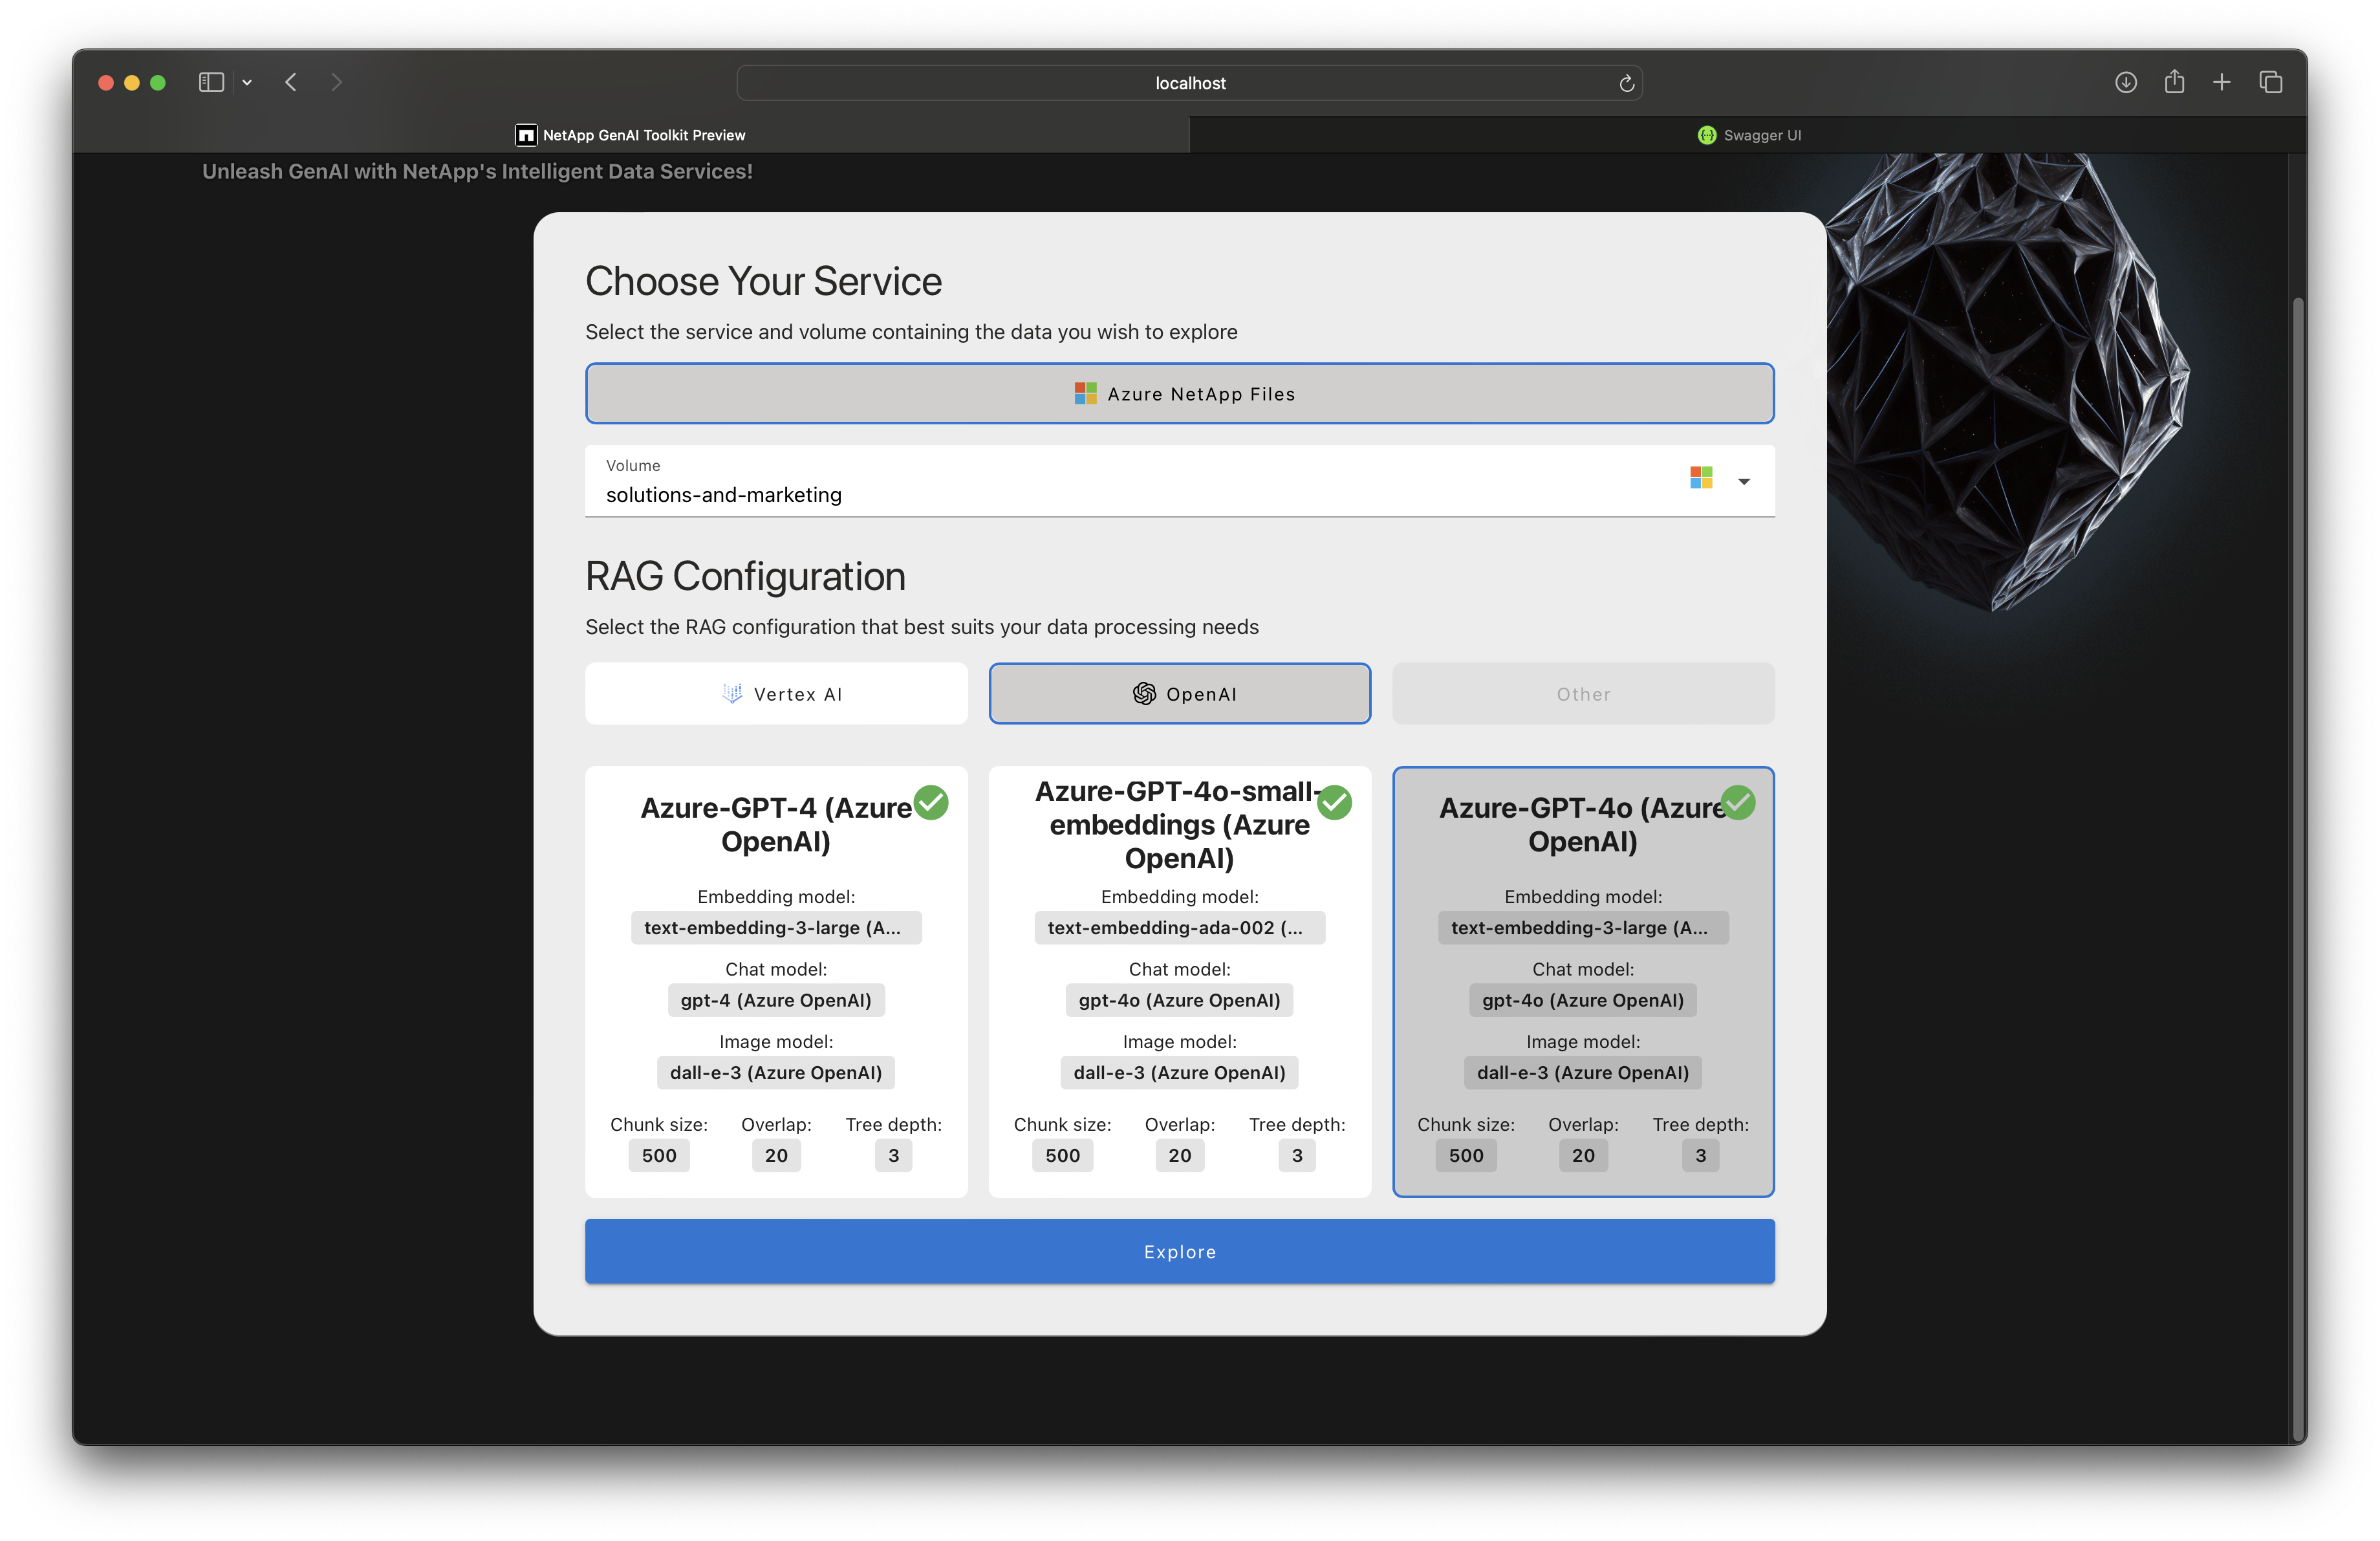 localhost
NetApp GenAI Toolkit Preview
Swagger UI
Unleash GenAI with NetApp's Intelligent Data Services!
Choose Your Service
Select the service and volume containing the data you wish to explore
Azure NetApp Files
Volume
solutions-and-marketing
RAG Configuration
Select the RAG configuration that best suits your data processing needs
Vertex AI
OpenAI
Other
Azure-GPT-4 (Azure
OpenAI)
Embedding model:
text-embedding-3-large (A...
Chat model:
gpt-4 (Azure OpenAI)
Image model:
dall-e-3 (Azure OpenAI)
Chunk size: Overlap: Tree depth:
500 20 3
Azure-GPT-4o-small-
embeddings (Azure
OpenAI)
Embedding model:
text-embedding-ada-002 (...
Chat model:
gpt-4o (Azure OpenAI)
Image model:
dall-e-3 (Azure OpenAI)
Chunk size: Overlap: Tree depth:
500 20 3
Azure-GPT-4o (Azure
OpenAI)
Embedding model:
text-embedding-3-large (A...
Chat model:
gpt-4o (Azure OpenAI)
Image model:
dall-e-3 (Azure OpenAI)
Chunk size: Overlap: Tree depth:
500 20 3
Explore